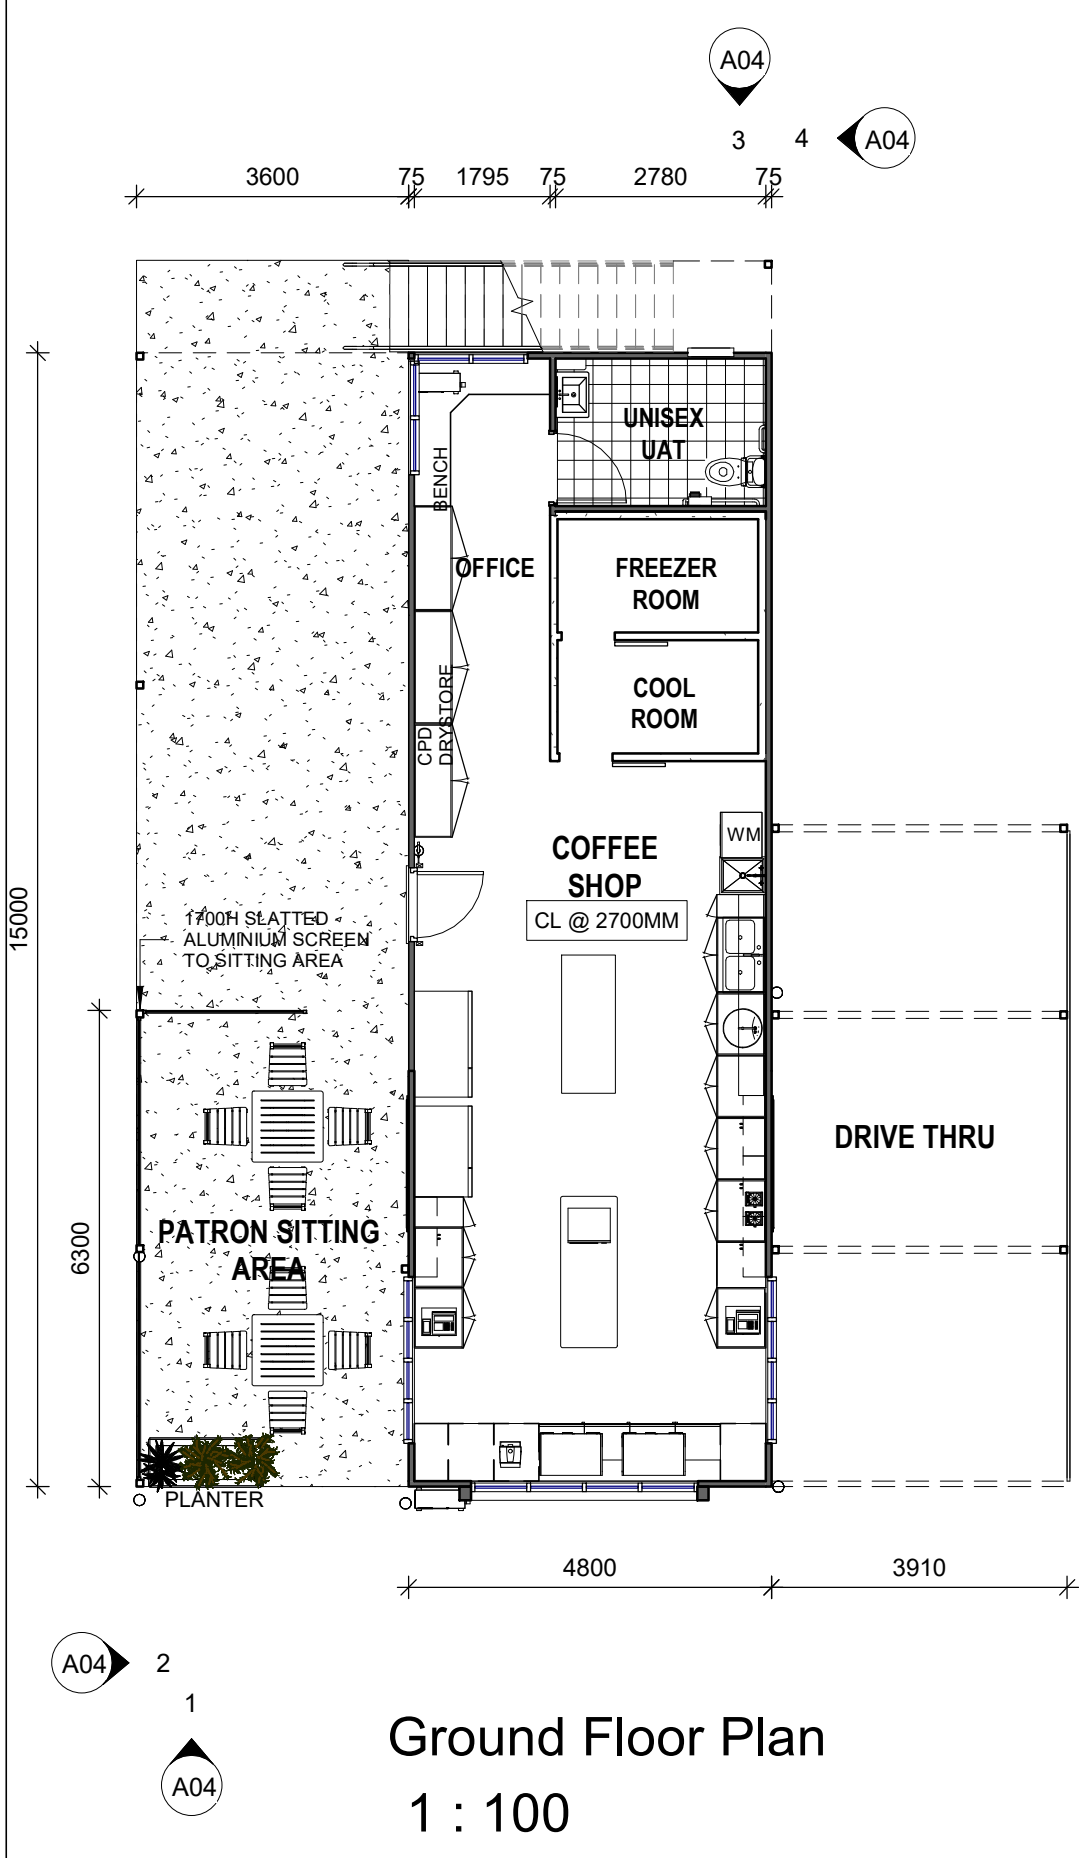 A04
3
4
A04
3600
75
1795
75
2780
75
UNISEX
UAT
BENCH
OFFICE
FREEZER
ROOM
COOL
ROOM
CPD
DRYSTORE
COFFEE
SHOP
CL @ 2700MM
WM
15000
1700H SLATTED
ALUMINIUM SCREEN
TO SITTING AREA
DRIVE THRU
6300
PATRON SITTING
AREA
PLANTER
4800
3910
A04
2
1
A04
Ground Floor Plan
1 : 100